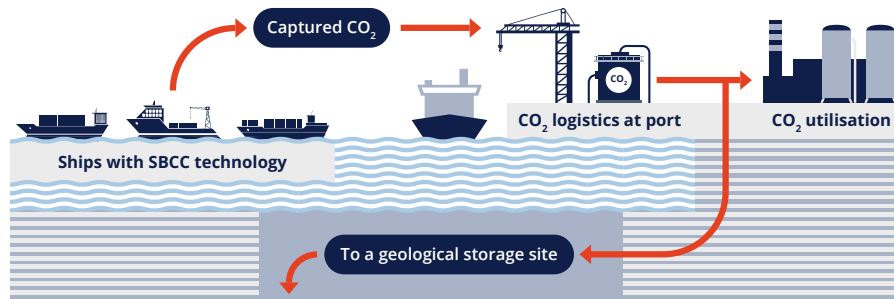 Captured CO₂
CO₂
CO₂ logistics at port
CO₂ utilisation
Ships with SBCC technology
To a geological storage site